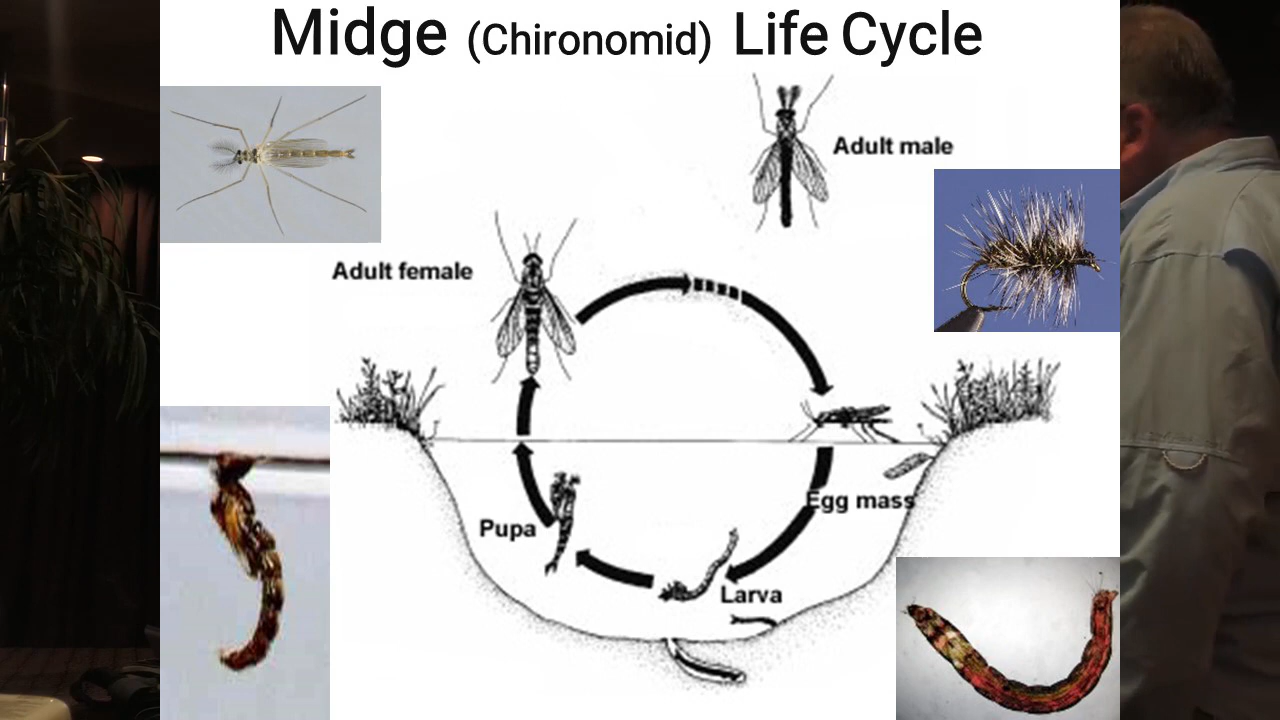 Midge (Chironomid) Life Cycle
Adult male
Adult female
Egg mass
Pupa
Larva